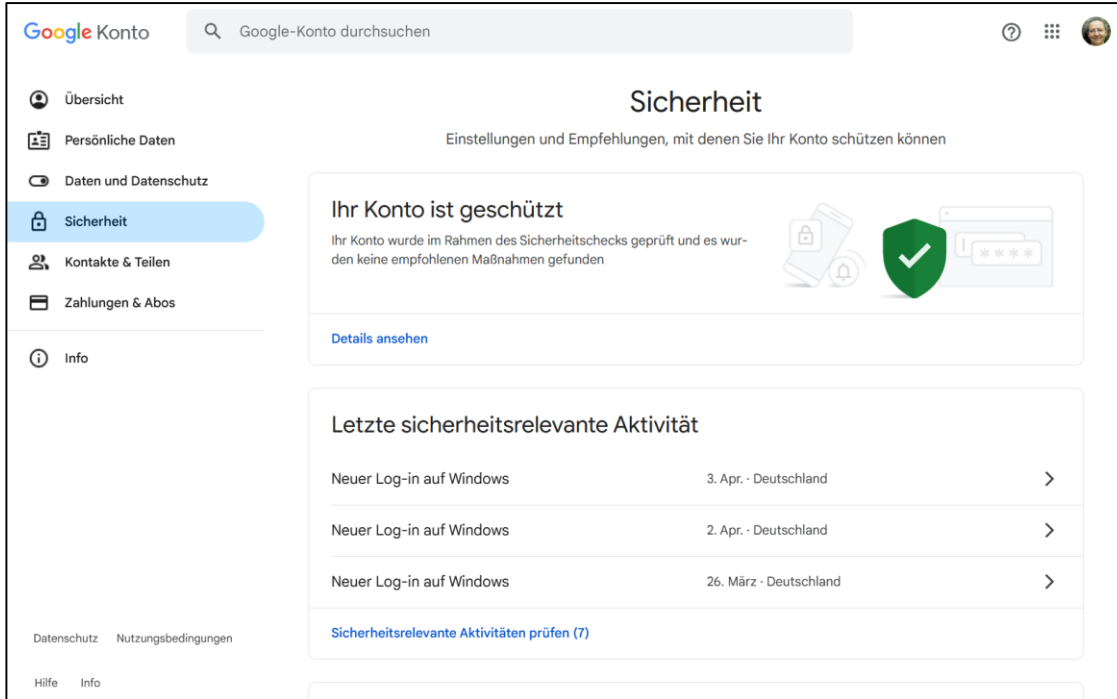 Google Konto
Google-Konto durchsuchen
Übersicht
Persönliche Daten
Daten und Datenschutz
Sicherheit
Kontakte & Teilen
Zahlungen & Abos
Info
Datenschutz Nutzungsbedingungen
Hilfe Info
Sicherheit
Einstellungen und Empfehlungen, mit denen Sie Ihr Konto schützen können
Ihr Konto ist geschützt
Ihr Konto wurde im Rahmen des Sicherheitschecks geprüft und es wur-
den keine empfohlenen Maßnahmen gefunden
Details ansehen
Letzte sicherheitsrelevante Aktivität
Neuer Log-in auf Windows 3. Apr. · Deutschland
Neuer Log-in auf Windows 2. Apr. · Deutschland
Neuer Log-in auf Windows 26. März · Deutschland
Sicherheitsrelevante Aktivitäten prüfen (7)